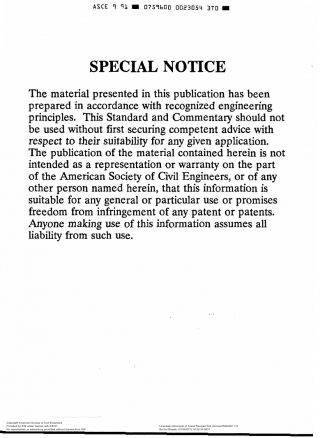 ASCE 9 91 ■ 0759600 0023054 3T0 ■
SPECIAL NOTICE
The material presented in this publication has been
prepared in accordance with recognized engineering
principles. This Standard and Commentary should not
be used without first securing competent advice with
respect to their suitability for any given application.
The publication of the material contained herein is not
intended as a representation or warranty on the part
of the American Society of Civil Engineers, or of any
other person named herein, that this information is
suitable for any general or particular use or promises
freedom from infringement of any patent or patents.
Anyone making use of this information assumes all
liability from such use.